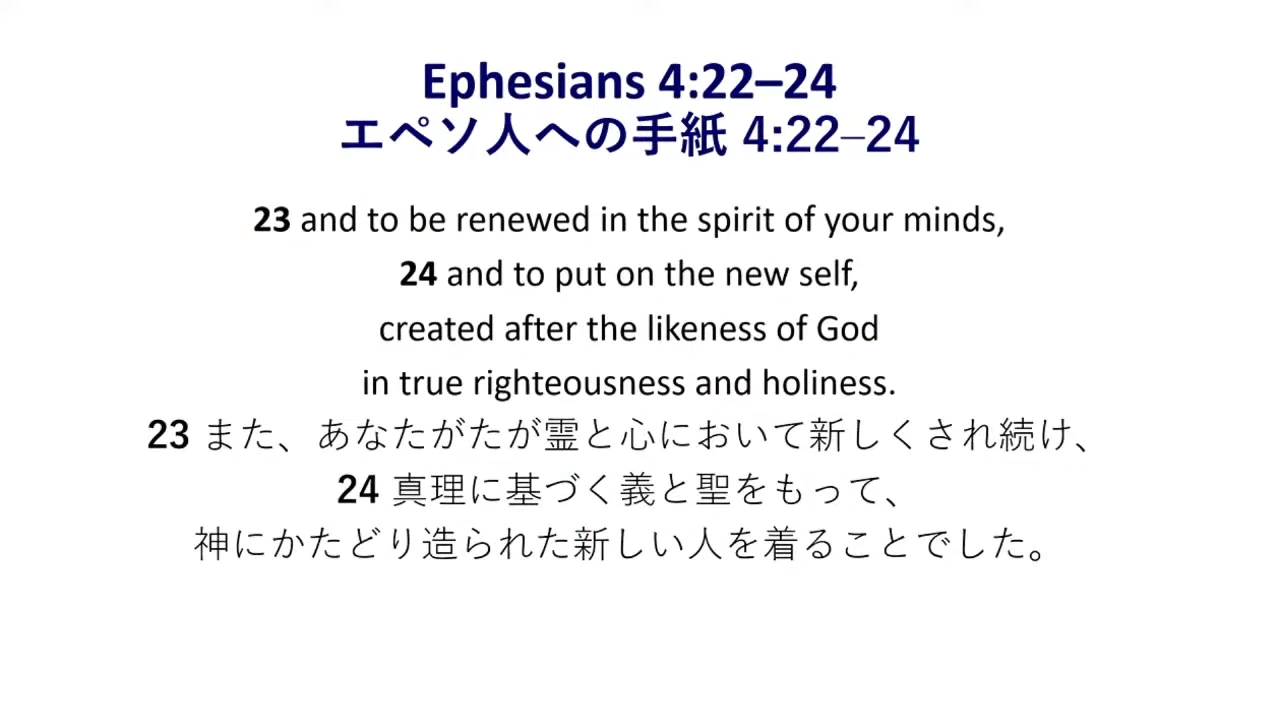 Ephesians 4:22–24
エペソ人への手紙 4:22–24
23 and to be renewed in the spirit of your minds,
24 and to put on the new self,
created after the likeness of God
in true righteousness and holiness.
23 また、あなたがたが霊と心において新しくされ続け、
24 真理に基づく義と聖をもって、
神にかたどり造られた新しい人を着ることでした。